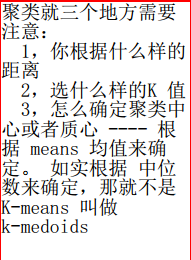 聚类就三个地方需要
注意：
1，你根据什么样的
距离
2，选什么样的K 值
3，怎么确定聚类中
心或者质心 ---- 根
据 means 均值来确
定。 如实根据 中位
数来确定，那就不是
K-means 叫做
k-medoids